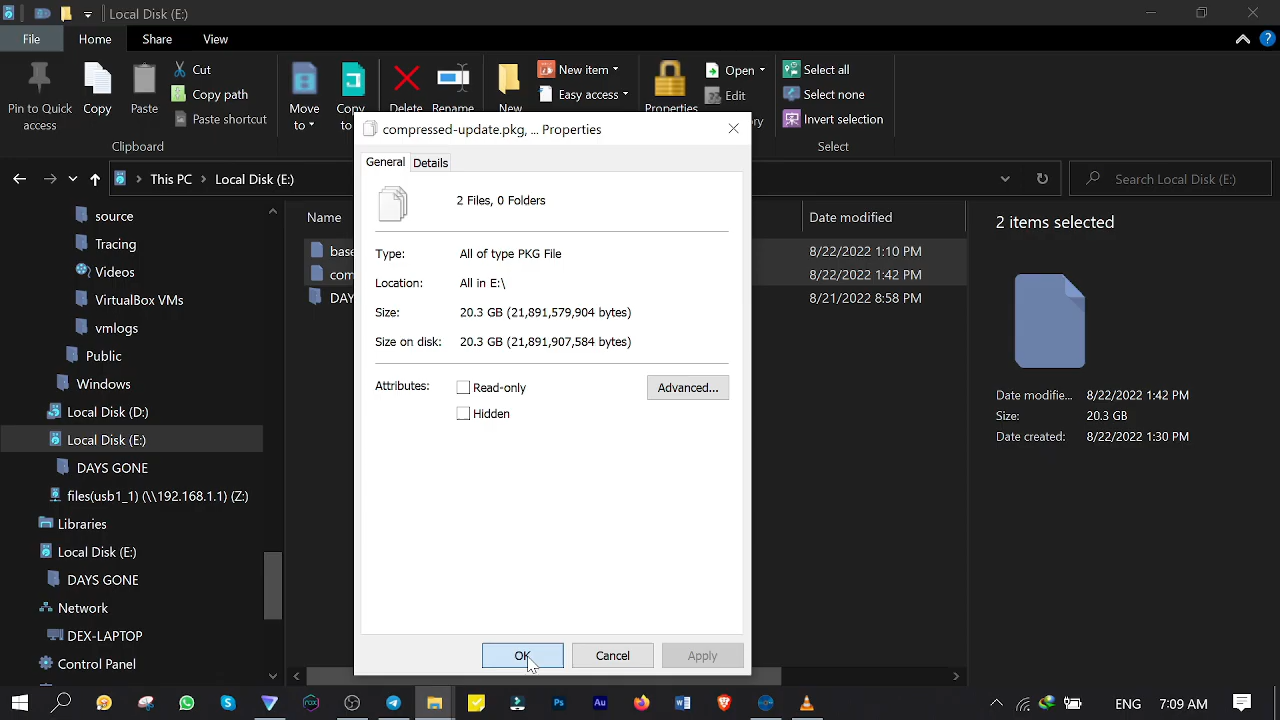 Local Disk (E:)
File Home Share View
Pin to Quick access
Copy
Paste
Cut
Copy path
Paste shortcut
Clipboard
Move to
Copy
Delete
Rename
New
New item
Easy access
Properties
Open
Edit
Select all
Select none
Invert selection
Select
This PC > Local Disk (E:)
Search Local Disk (E:)
source
Tracing
Videos
VirtualBox VMs
vmlogs
Public
Windows
Local Disk (D:)
Local Disk (E:)
DAYS GONE
files(usb1_1) (\\192.168.1.1) (Z:)
Libraries
Local Disk (E:)
DAYS GONE
Network
DEX-LAPTOP
Control Panel
Name
Date modified
base
8/22/2022 1:10 PM
com
8/22/2022 1:42 PM
DAY
8/21/2022 8:58 PM
compressed-update.pkg, ... Properties
General Details
2 Files, 0 Folders
Type: All of type PKG File
Location: All in E:\
Size: 20.3 GB (21,891,579,904 bytes)
Size on disk: 20.3 GB (21,891,907,584 bytes)
Attributes: Read-only
Advanced...
Hidden
OK Cancel Apply
2 items selected
Date modifie... 8/22/2022 1:42 PM
Size: 20.3 GB
Date created: 8/22/2022 1:30 PM
FOX
Ps
Au
ENG 7:09 AM